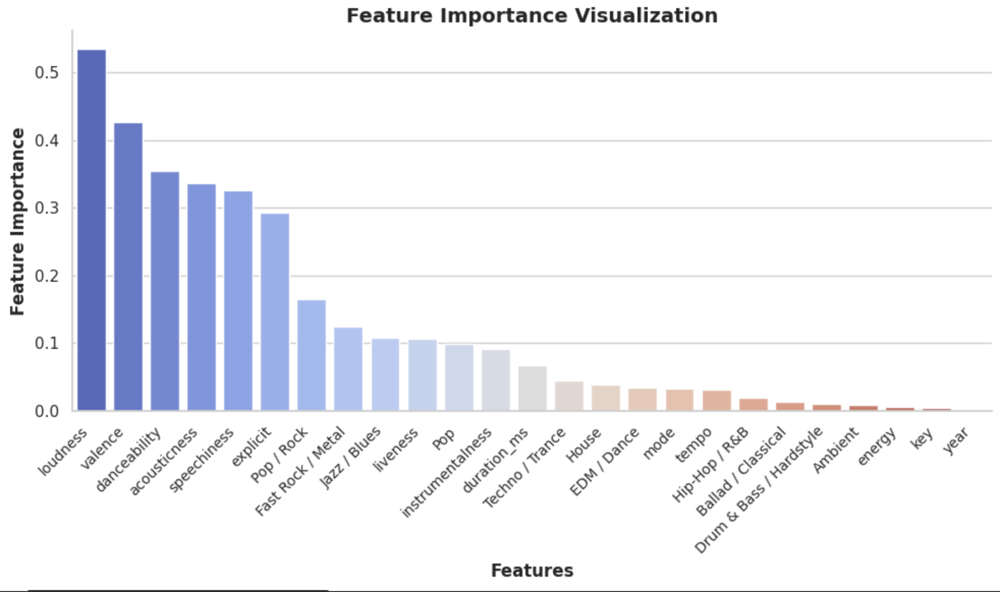 Feature Importance Visualization
Feature Importance
0.5
0.4
0.3
0.2
0.1
0.0
loudness
valence
danceability
acousticness
speechiness
explicit
Pop / Rock
Fast Rock / Metal
Jazz / Blues
liveness
Pop
instrumentalness
duration_ms
Techno / Trance
House
EDM / Dance
mode
tempo
Hip-Hop / R&B
Ballad / Classical
Drum & Bass / Hardstyle
Ambient
energy
key
year
Features